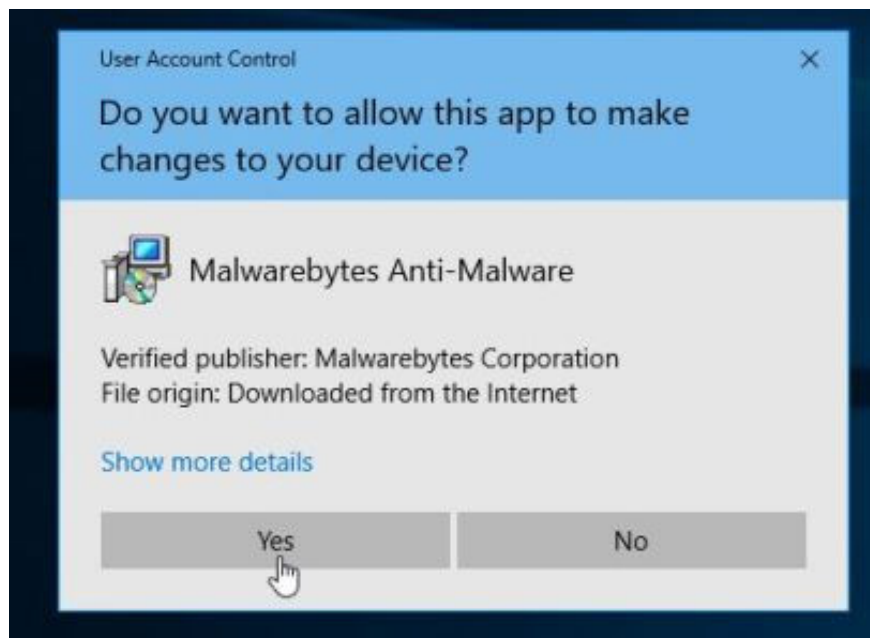 User Account Control
Do you want to allow this app to make
changes to your device?
Malwarebytes Anti-Malware
Verified publisher: Malwarebytes Corporation
File origin: Downloaded from the Internet
Show more details
Yes
No